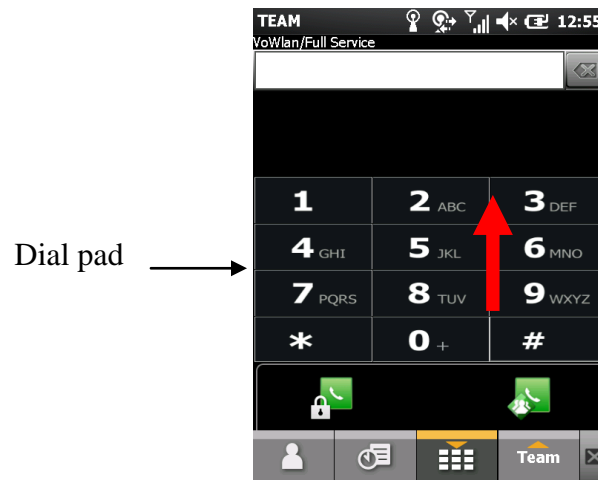 TEAM 12:55
VoWlan/Full Service
1 2 ABC 3 DEF
Dial pad
4 GHI 5 JKL 6 MNO
7 PQRS 8 TUV 9 WXYZ
* 0 + #
Team